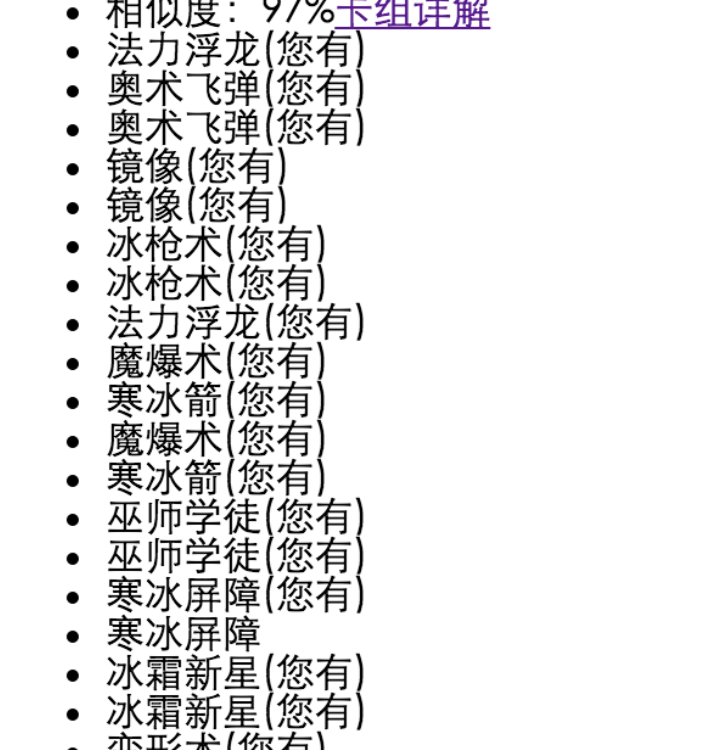 相似度：97%卡组详解
法力浮龙(您有)
奥术飞弹(您有)
奥术飞弹(您有)
镜像(您有)
镜像(您有)
冰枪术(您有)
冰枪术(您有)
法力浮龙(您有)
魔爆术(您有)
寒冰箭(您有)
魔爆术(您有)
寒冰箭(您有)
巫师学徒(您有)
巫师学徒(您有)
寒冰屏障(您有)
寒冰屏障
冰霜新星(您有)
冰霜新星(您有)
变形术(您有)